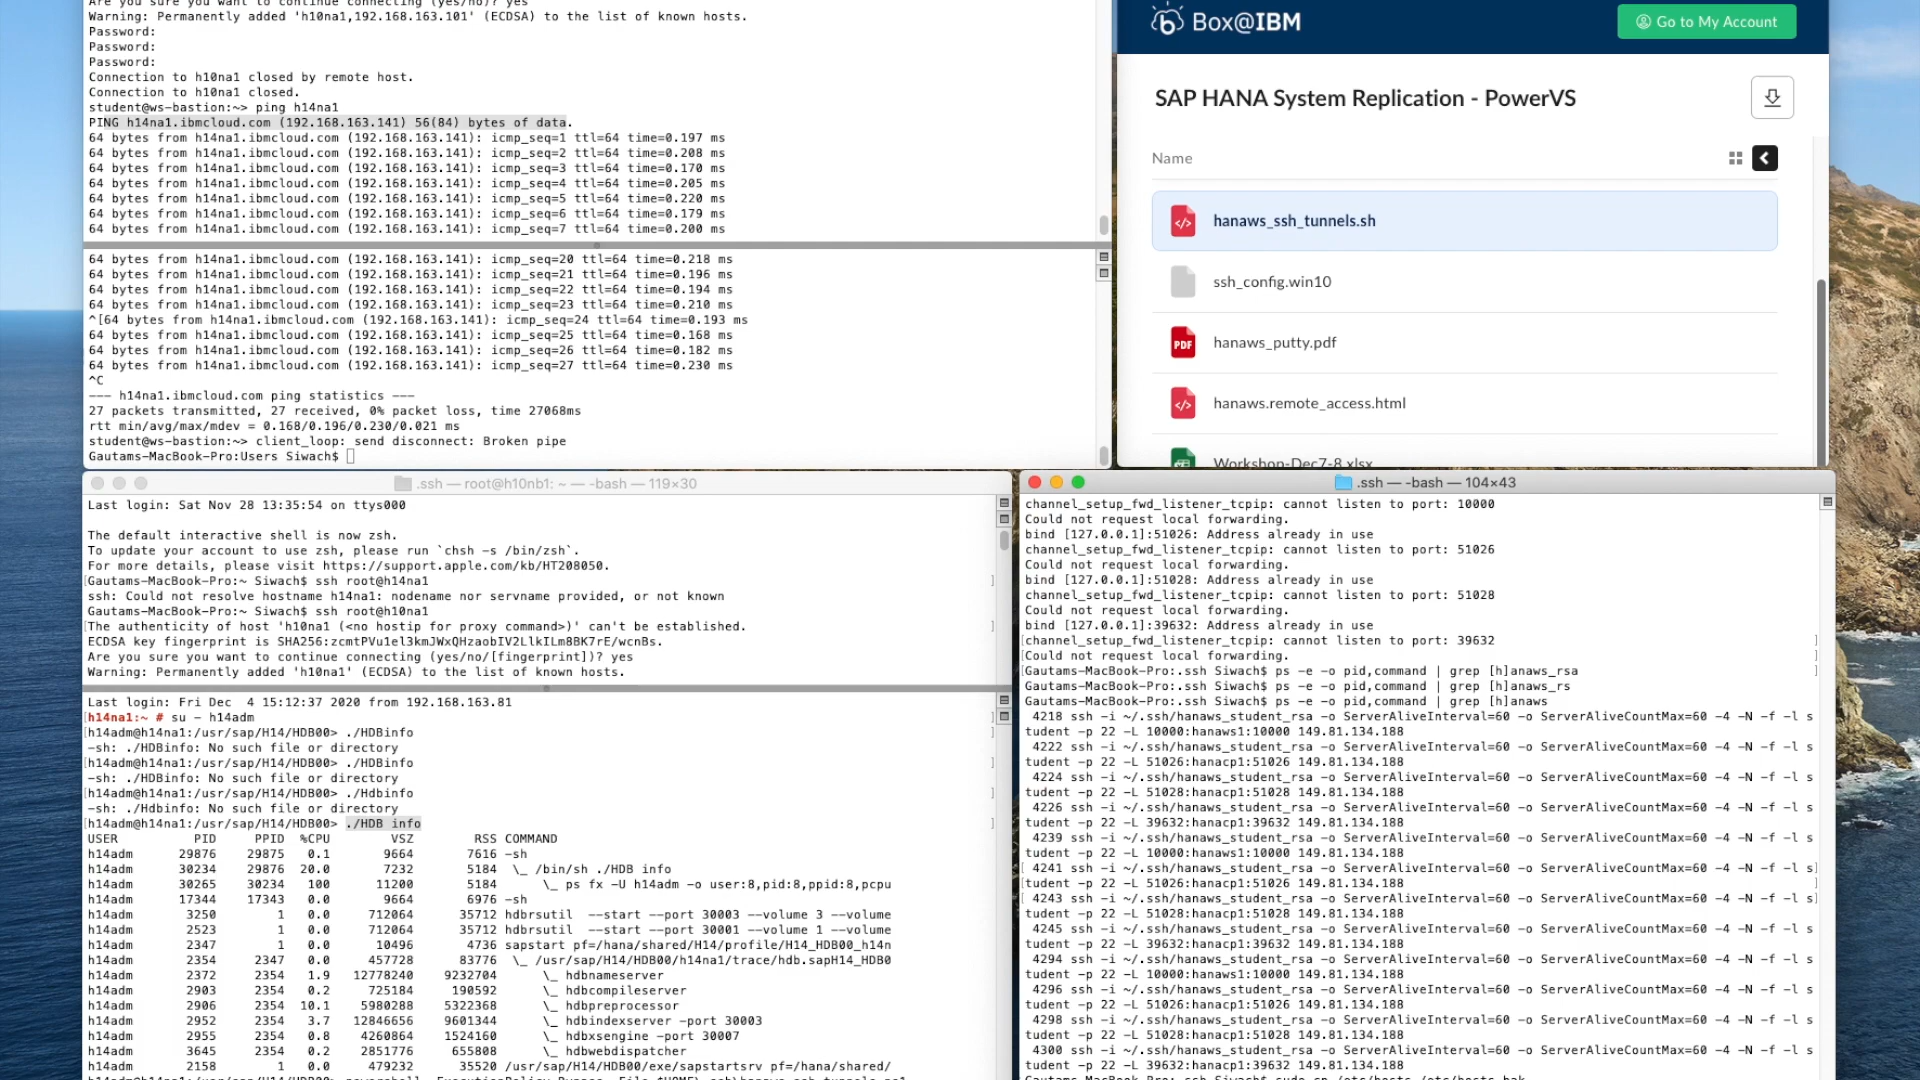 Are you sure you want to continue connecting (yes/no)? yes
Warning: Permanently added 'h10na1,192.168.163.101' (ECDSA) to the list of known hosts.
Password:
Password:
Password:
Connection to h10na1 closed by remote host.
Connection to h10na1 closed.
student@ws-bastion:~> ping h14na1
PING h14na1.ibmcloud.com (192.168.163.141) 56(84) bytes of data.
64 bytes from h14na1.ibmcloud.com (192.168.163.141): icmp_seq=1 ttl=64 time=0.197 ms
64 bytes from h14na1.ibmcloud.com (192.168.163.141): icmp_seq=2 ttl=64 time=0.208 ms
64 bytes from h14na1.ibmcloud.com (192.168.163.141): icmp_seq=3 ttl=64 time=0.170 ms
64 bytes from h14na1.ibmcloud.com (192.168.163.141): icmp_seq=4 ttl=64 time=0.205 ms
64 bytes from h14na1.ibmcloud.com (192.168.163.141): icmp_seq=5 ttl=64 time=0.220 ms
64 bytes from h14na1.ibmcloud.com (192.168.163.141): icmp_seq=6 ttl=64 time=0.179 ms
64 bytes from h14na1.ibmcloud.com (192.168.163.141): icmp_seq=7 ttl=64 time=0.200 ms
64 bytes from h14na1.ibmcloud.com (192.168.163.141): icmp_seq=20 ttl=64 time=0.218 ms
64 bytes from h14na1.ibmcloud.com (192.168.163.141): icmp_seq=21 ttl=64 time=0.196 ms
64 bytes from h14na1.ibmcloud.com (192.168.163.141): icmp_seq=22 ttl=64 time=0.194 ms
64 bytes from h14na1.ibmcloud.com (192.168.163.141): icmp_seq=23 ttl=64 time=0.210 ms
^[64 bytes from h14na1.ibmcloud.com (192.168.163.141): icmp_seq=24 ttl=64 time=0.193 ms
64 bytes from h14na1.ibmcloud.com (192.168.163.141): icmp_seq=25 ttl=64 time=0.168 ms
64 bytes from h14na1.ibmcloud.com (192.168.163.141): icmp_seq=26 ttl=64 time=0.182 ms
64 bytes from h14na1.ibmcloud.com (192.168.163.141): icmp_seq=27 ttl=64 time=0.230 ms
^C
--- h14na1.ibmcloud.com ping statistics ---
27 packets transmitted, 27 received, 0% packet loss, time 27068ms
rtt min/avg/max/mdev = 0.168/0.196/0.230/0.021 ms
student@ws-bastion:~> client_loop: send disconnect: Broken pipe
Gautams-MacBook-Pro:Users Siwach$
Box@IBM
Go to My Account
SAP HANA System Replication - PowerVS
Name
hanaws_ssh_tunnels.sh
ssh_config.win10
PDF
hanaws_putty.pdf
hanaws.remote_access.html
Workshop-Dec7-8.xlsx
.ssh — root@h10nb1: ~ — -bash — 119×30
Last login: Sat Nov 28 13:35:54 on ttys000
The default interactive shell is now zsh.
To update your account to use zsh, please run `chsh -s /bin/zsh`.
For more details, please visit https://support.apple.com/kb/HT208050.
[Gautams-MacBook-Pro:~ Siwach$ ssh root@h14na1 ]
ssh: Could not resolve hostname h14na1: nodename nor servname provided, or not known
Gautams-MacBook-Pro:~ Siwach$ ssh root@h10na1
[The authenticity of host 'h10na1 (<no hostip for proxy command>)' can't be established. ]
ECDSA key fingerprint is SHA256:zcmtPVu1el3kmJWxQHzaobIV2LlkILm8BK7rE/wcnBs.
Are you sure you want to continue connecting (yes/no/[fingerprint])? yes
Warning: Permanently added 'h10na1' (ECDSA) to the list of known hosts.
Last login: Fri Dec  4 15:12:37 2020 from 192.168.163.81
[h14na1:~ # su - h14adm ]
[h14adm@h14na1:/usr/sap/H14/HDB00> ./HDBinfo ]
-sh: ./HDBinfo: No such file or directory
[h14adm@h14na1:/usr/sap/H14/HDB00> ./HDBinfo ]
-sh: ./HDBinfo: No such file or directory
[h14adm@h14na1:/usr/sap/H14/HDB00> ./Hdbinfo ]
-sh: ./Hdbinfo: No such file or directory
[h14adm@h14na1:/usr/sap/H14/HDB00> ./HDB info ]
USER PID PPID %CPU VSZ RSS COMMAND
h14adm 29876 29875 0.1 9664 7616 -sh
h14adm 30234 29876 20.0 7232 5184 \_ /bin/sh ./HDB info
h14adm 30265 30234 100 11200 5184 \_ ps fx -U h14adm -o user:8,pid:8,ppid:8,pcpu
h14adm 17344 17343 0.0 9664 6976 -sh
h14adm 3250 1 0.0 712064 35712 hdbrsutil --start --port 30003 --volume 3 --volume
h14adm 2523 1 0.0 712064 35712 hdbrsutil --start --port 30001 --volume 1 --volume
h14adm 2347 1 0.0 10496 4736 sapstart pf=/hana/shared/H14/profile/H14_HDB00_h14n
h14adm 2354 2347 0.0 457728 83776 \_ /usr/sap/H14/HDB00/h14na1/trace/hdb.sapH14_HDB0
h14adm 2372 2354 1.9 12778240 9232704 \_ hdbnameserver
h14adm 2903 2354 0.2 725184 190592 \_ hdbcompileserver
h14adm 2906 2354 10.1 5980288 5322368 \_ hdbpreprocessor
h14adm 2952 2354 3.7 12846656 9601344 \_ hdbindexserver -port 30003
h14adm 2955 2354 0.8 4260864 1524160 \_ hdbxsengine -port 30007
h14adm 3645 2354 0.2 2851776 655808 \_ hdbwebdispatcher
h14adm 2158 1 0.0 479232 35520 /usr/sap/H14/HDB00/exe/sapstartsrv pf=/hana/shared/
.ssh — -bash — 104×43
channel_setup_fwd_listener_tcpip: cannot listen to port: 10000
Could not request local forwarding.
bind [127.0.0.1]:51026: Address already in use
channel_setup_fwd_listener_tcpip: cannot listen to port: 51026
Could not request local forwarding.
bind [127.0.0.1]:51028: Address already in use
channel_setup_fwd_listener_tcpip: cannot listen to port: 51028
Could not request local forwarding.
bind [127.0.0.1]:39632: Address already in use
[channel_setup_fwd_listener_tcpip: cannot listen to port: 39632 ]
[Could not request local forwarding. ]
[Gautams-MacBook-Pro:.ssh Siwach$ ps -e -o pid,command | grep [h]anaws_rsa ]
Gautams-MacBook-Pro:.ssh Siwach$ ps -e -o pid,command | grep [h]anaws_rs
Gautams-MacBook-Pro:.ssh Siwach$ ps -e -o pid,command | grep [h]anaws
4218 ssh -i ~/.ssh/hanaws_student_rsa -o ServerAliveInterval=60 -o ServerAliveCountMax=60 -4 -N -f -l s
tudent -p 22 -L 10000:hanaws1:10000 149.81.134.188
4222 ssh -i ~/.ssh/hanaws_student_rsa -o ServerAliveInterval=60 -o ServerAliveCountMax=60 -4 -N -f -l s
tudent -p 22 -L 51026:hanacp1:51026 149.81.134.188
4224 ssh -i ~/.ssh/hanaws_student_rsa -o ServerAliveInterval=60 -o ServerAliveCountMax=60 -4 -N -f -l s
tudent -p 22 -L 51028:hanacp1:51028 149.81.134.188
4226 ssh -i ~/.ssh/hanaws_student_rsa -o ServerAliveInterval=60 -o ServerAliveCountMax=60 -4 -N -f -l s
tudent -p 22 -L 39632:hanacp1:39632 149.81.134.188
4239 ssh -i ~/.ssh/hanaws_student_rsa -o ServerAliveInterval=60 -o ServerAliveCountMax=60 -4 -N -f -l s
tudent -p 22 -L 10000:hanaws1:10000 149.81.134.188
[ 4241 ssh -i ~/.ssh/hanaws_student_rsa -o ServerAliveInterval=60 -o ServerAliveCountMax=60 -4 -N -f -l s]
[tudent -p 22 -L 51026:hanacp1:51026 149.81.134.188 ]
[ 4243 ssh -i ~/.ssh/hanaws_student_rsa -o ServerAliveInterval=60 -o ServerAliveCountMax=60 -4 -N -f -l s]
tudent -p 22 -L 51028:hanacp1:51028 149.81.134.188
4245 ssh -i ~/.ssh/hanaws_student_rsa -o ServerAliveInterval=60 -o ServerAliveCountMax=60 -4 -N -f -l s
tudent -p 22 -L 39632:hanacp1:39632 149.81.134.188
4294 ssh -i ~/.ssh/hanaws_student_rsa -o ServerAliveInterval=60 -o ServerAliveCountMax=60 -4 -N -f -l s
tudent -p 22 -L 10000:hanaws1:10000 149.81.134.188
4296 ssh -i ~/.ssh/hanaws_student_rsa -o ServerAliveInterval=60 -o ServerAliveCountMax=60 -4 -N -f -l s
tudent -p 22 -L 51026:hanacp1:51026 149.81.134.188
4298 ssh -i ~/.ssh/hanaws_student_rsa -o ServerAliveInterval=60 -o ServerAliveCountMax=60 -4 -N -f -l s
tudent -p 22 -L 51028:hanacp1:51028 149.81.134.188
4300 ssh -i ~/.ssh/hanaws_student_rsa -o ServerAliveInterval=60 -o ServerAliveCountMax=60 -4 -N -f -l s
tudent -p 22 -L 39632:hanacp1:39632 149.81.134.188